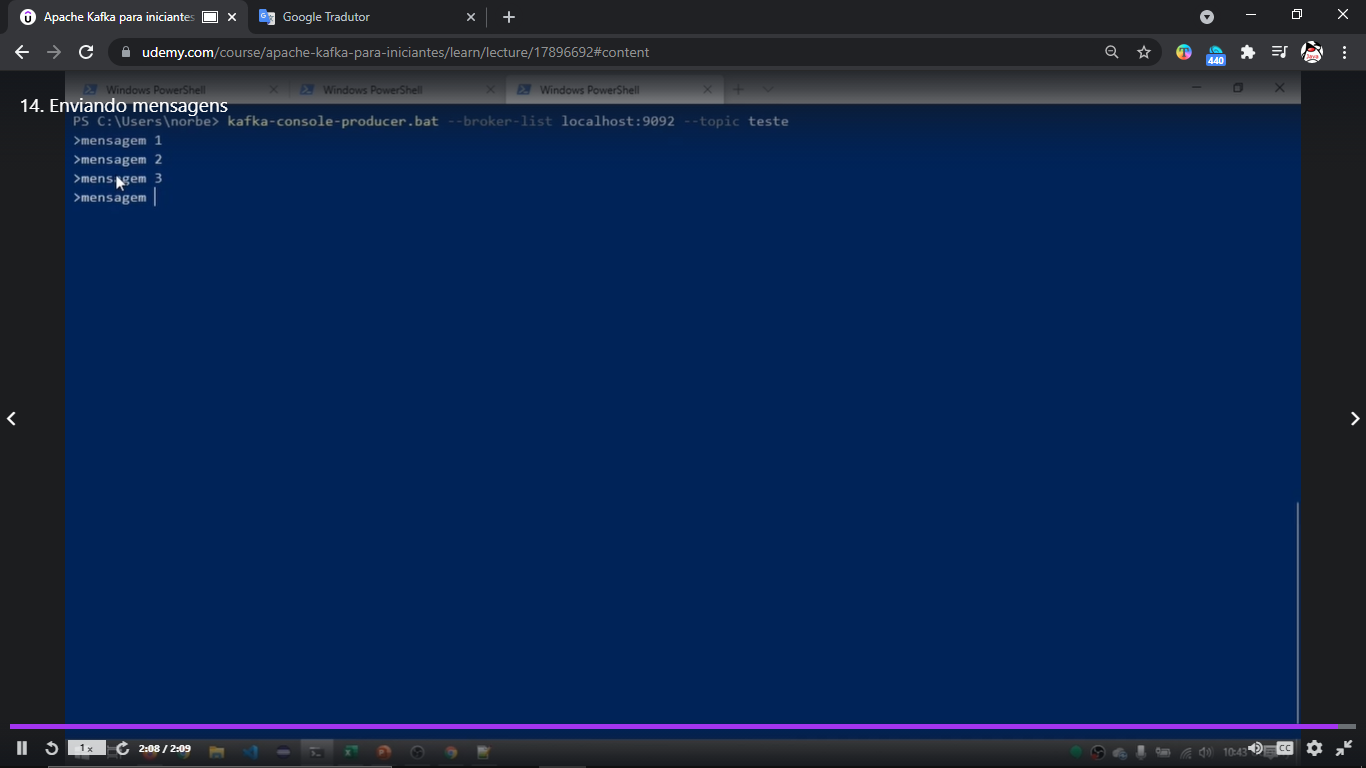 Apache Kafka para iniciantes
Google Tradutor
udemy.com/course/apache-kafka-para-iniciantes/learn/lecture/17896692#content
440
Windows PowerShell
Windows PowerShell
Windows PowerShell
14. Enviando mensagens
PS C:\Users\norbe> kafka-console-producer.bat --broker-list localhost:9092 --topic teste
>mensagem 1
>mensagem 2
>mensagem 3
>mensagem
1x
2:08 / 2:09
10:43
CC